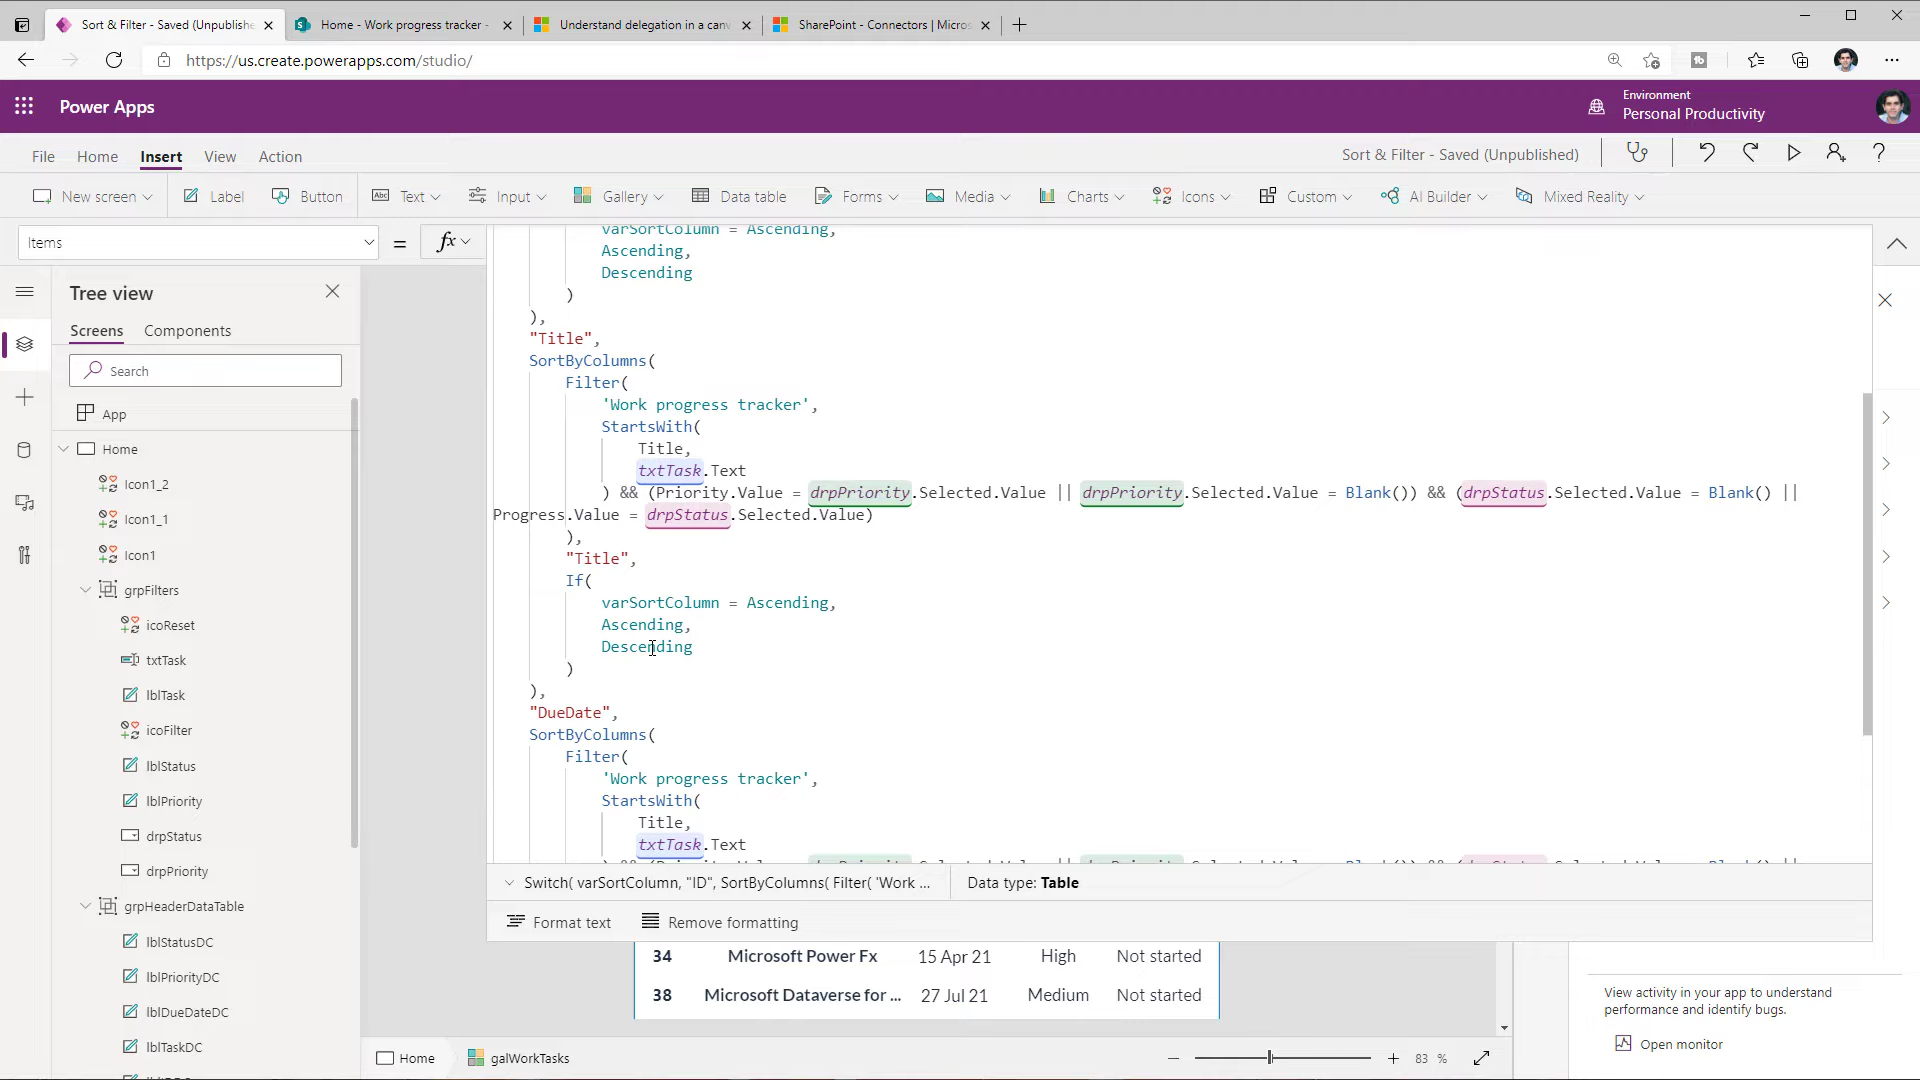 Sort & Filter - Saved (Unpublishe
Home - Work progress tracker -
Understand delegation in a canv
SharePoint - Connectors | Micros
https://us.create.powerapps.com/studio/
Power Apps
Environment
Personal Productivity
File
Home
Insert
View
Action
Sort & Filter - Saved (Unpublished)
New screen
Label
Button
Text
Input
Gallery
Data table
Forms
Media
Charts
Icons
Custom
AI Builder
Mixed Reality
Items
=
fx
varSortColumn = Ascending,
Ascending,
Descending
)
),
"Title",
SortByColumns(
Filter(
'Work progress tracker',
StartsWith(
Title,
txtTask.Text
) && (Priority.Value = drpPriority.Selected.Value || drpPriority.Selected.Value = Blank()) && (drpStatus.Selected.Value = Blank() ||
Progress.Value = drpStatus.Selected.Value)
),
"Title",
If(
varSortColumn = Ascending,
Ascending,
Descending
)
),
"DueDate",
SortByColumns(
Filter(
'Work progress tracker',
StartsWith(
Title,
txtTask.Text
Switch( varSortColumn, "ID", SortByColumns( Filter( 'Work ...
Data type: Table
Format text
Remove formatting
Tree view
Screens
Components
Search
App
Home
Icon1_2
Icon1_1
Icon1
grpFilters
icoReset
txtTask
lblTask
icoFilter
lblStatus
lblPriority
drpStatus
drpPriority
grpHeaderDataTable
lblStatusDC
lblPriorityDC
lblDueDateDC
lblTaskDC
34 Microsoft Power Fx 15 Apr 21 High Not started
38 Microsoft Dataverse for ... 27 Jul 21 Medium Not started
View activity in your app to understand
performance and identify bugs.
Open monitor
Home
galWorkTasks
83 %